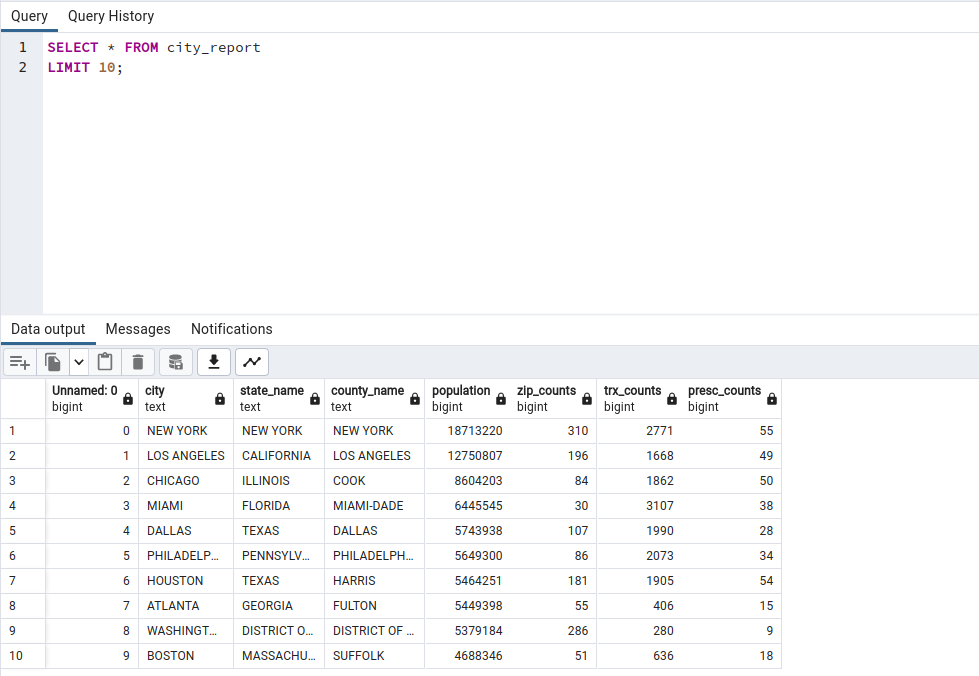 Query Query History
1 SELECT * FROM city_report
2 LIMIT 10;
Data output Messages Notifications
Unnamed: 0 city state_name county_name population zip_counts trx_counts presc_counts
bigint text text text bigint bigint bigint bigint
1 0 NEW YORK NEW YORK NEW YORK 18713220 310 2771 55
2 1 LOS ANGELES CALIFORNIA LOS ANGELES 12750807 196 1668 49
3 2 CHICAGO ILLINOIS COOK 8604203 84 1862 50
4 3 MIAMI FLORIDA MIAMI-DADE 6445545 30 3107 38
5 4 DALLAS TEXAS DALLAS 5743938 107 1990 28
6 5 PHILADELP... PENNSYLV... PHILADELPH... 5649300 86 2073 34
7 6 HOUSTON TEXAS HARRIS 5464251 181 1905 54
8 7 ATLANTA GEORGIA FULTON 5449398 55 406 15
9 8 WASHINGT... DISTRICT O... DISTRICT OF ... 5379184 286 280 9
10 9 BOSTON MASSACHU... SUFFOLK 4688346 51 636 18